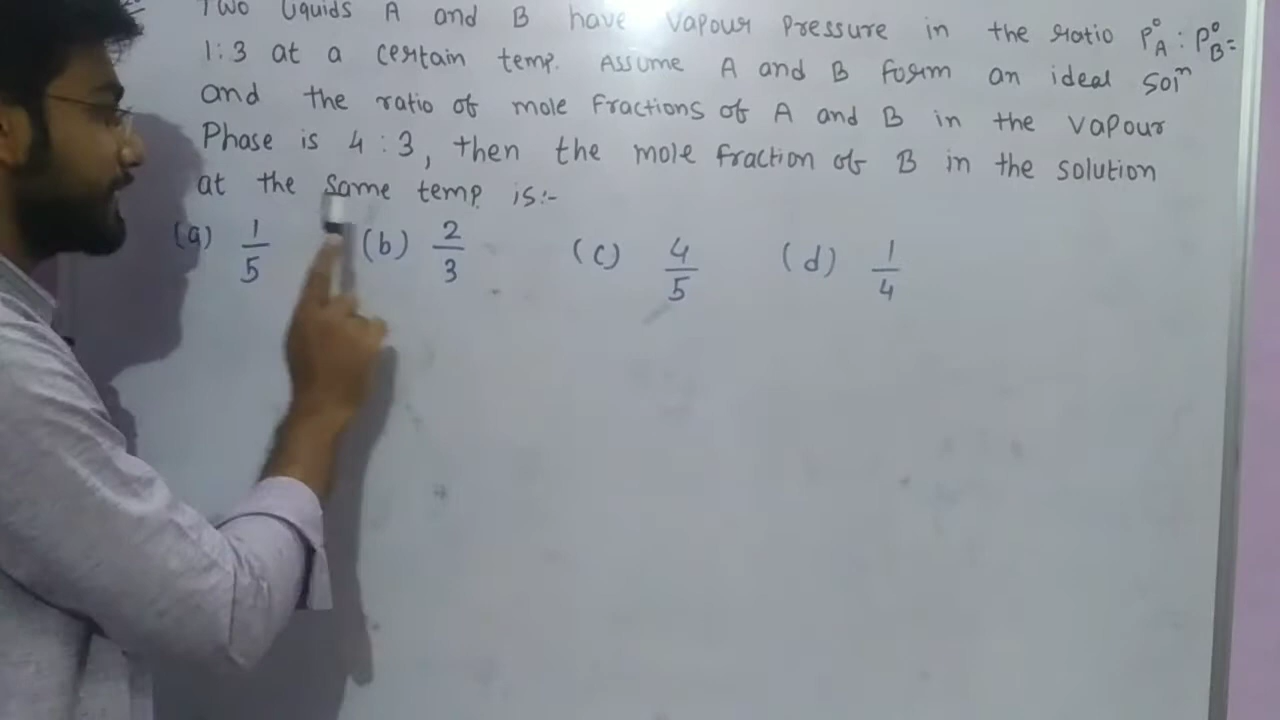 Two liquids A and B have vapour pressure in the ratio P°A : P°B =
1:3 at a certain temp. Assume A and B form an ideal solⁿ
and the ratio of mole fractions of A and B in the vapour
Phase is 4 : 3, then the mole fraction of B in the solution
at the same temp is:-
(a) 1/5 (b) 2/3 (c) 4/5 (d) 1/4